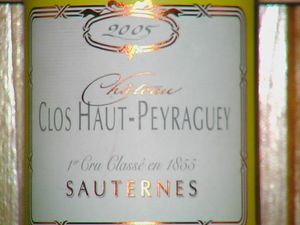 2005
Château
CLOS HAUT-PEYRAGUEY
1er Cru Classé en 1855
SAUTERNES